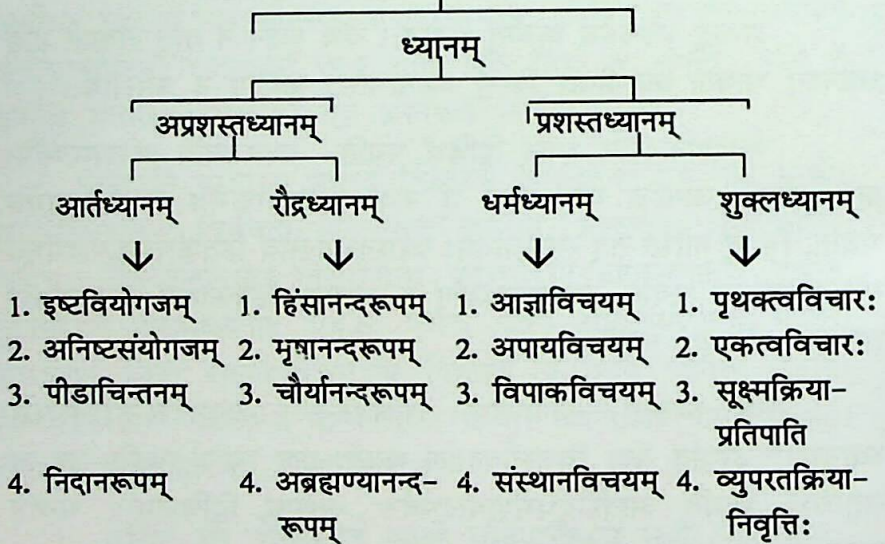 ध्यानम्
अप्रशस्तध्यानम् प्रशस्तध्यानम्
आर्तध्यानम् रौद्रध्यानम् धर्मध्यानम् शुक्लध्यानम्
1. इष्टवियोगजम् 1. हिंसानन्दरूपम् 1. आज्ञाविचयम् 1. पृथक्त्वविचार:
2. अनिष्टसंयोगजम् 2. मृषानन्दरूपम् 2. अपायविचयम् 2. एकत्वविचार:
3. पीडाचिन्तनम् 3. चौर्यानन्दरूपम् 3. विपाकविचयम् 3. सूक्ष्मक्रिया-
प्रतिपाति
4. निदानरूपम् 4. अब्रह्मण्यानन्द- 4. संस्थानविचयम् 4. व्युपरतक्रिया-
रूपम् निवृत्ति: